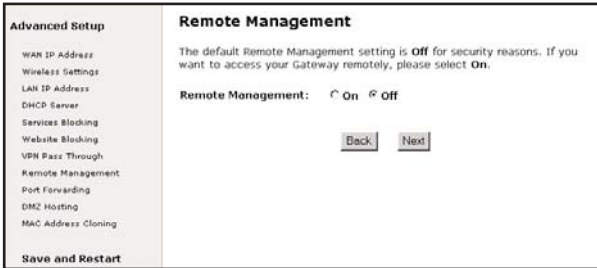 Advanced Setup
WAN IP Address
Wireless Settings
LAN IP Address
DHCP Server
Services Blocking
Website Blocking
VPN Pass Through
Remote Management
Port Forwarding
DMZ Hosting
MAC Address Cloning
Save and Restart
Remote Management
The default Remote Management setting is Off for security reasons. If you
want to access your Gateway remotely, please select On.
Remote Management: On Off
Back Next